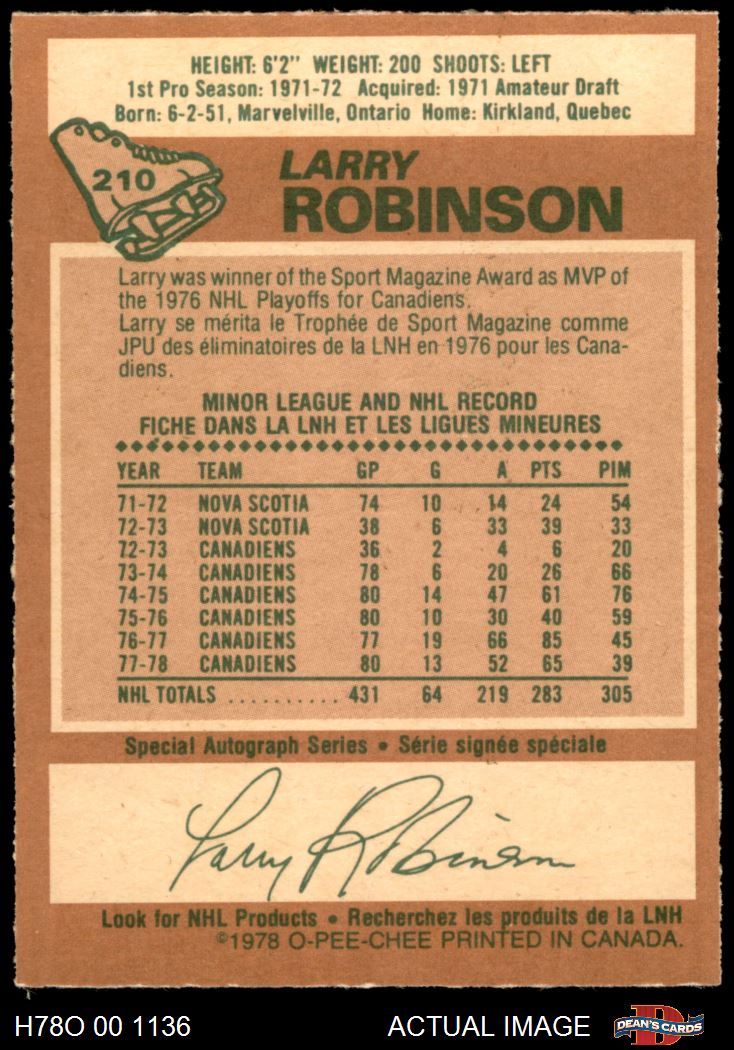 HEIGHT: 6'2" WEIGHT: 200 SHOOTS: LEFT
1st Pro Season: 1971-72 Acquired: 1971 Amateur Draft
Born: 6-2-51, Marvelville, Ontario Home: Kirkland, Quebec
210
LARRY
ROBINSON
Larry was winner of the Sport Magazine Award as MVP of
the 1976 NHL Playoffs for Canadiens.
Larry se mérita le Trophée de Sport Magazine comme
JPU des éliminatoires de la LNH en 1976 pour les Cana-
diens.
MINOR LEAGUE AND NHL RECORD
FICHE DANS LA LNH ET LES LIGUES MINEURES
YEAR TEAM GP G A PTS PIM
71-72 NOVA SCOTIA 74 10 14 24 54
72-73 NOVA SCOTIA 38 6 33 39 33
72-73 CANADIENS 36 2 4 6 20
73-74 CANADIENS 78 6 20 26 66
74-75 CANADIENS 80 14 47 61 76
75-76 CANADIENS 80 10 30 40 59
76-77 CANADIENS 77 19 66 85 45
77-78 CANADIENS 80 13 52 65 39
NHL TOTALS .......... 431 64 219 283 305
Special Autograph Series • Série signée spéciale
Larry Robinson
Look for NHL Products • Recherchez les produits de la LNH
©1978 O-PEE-CHEE PRINTED IN CANADA.
H78O 00 1136 ACTUAL IMAGE D DEAN'S CARDS